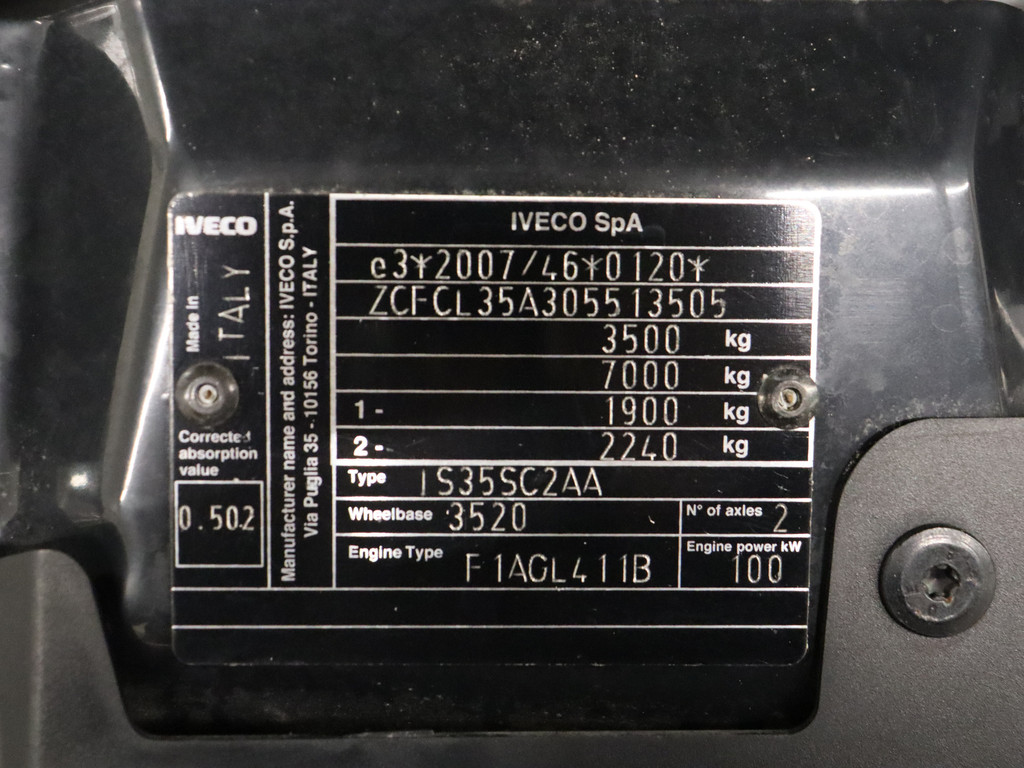 IVECO
Made in
ITALY
Corrected
absorption
value
0.502
Manufacturer name and address: IVECO S.p.A.
Via Puglia 35 - 10156 Torino - ITALY
IVECO SpA
e3*2007/46*0120*
ZCFCL35A305513505
3500 kg
7000 kg
1 - 1900 kg
2 - 2240 kg
Type IS35SC2AA
Wheelbase 3520 N° of axles 2
Engine Type F1AGL411B Engine power kW 100